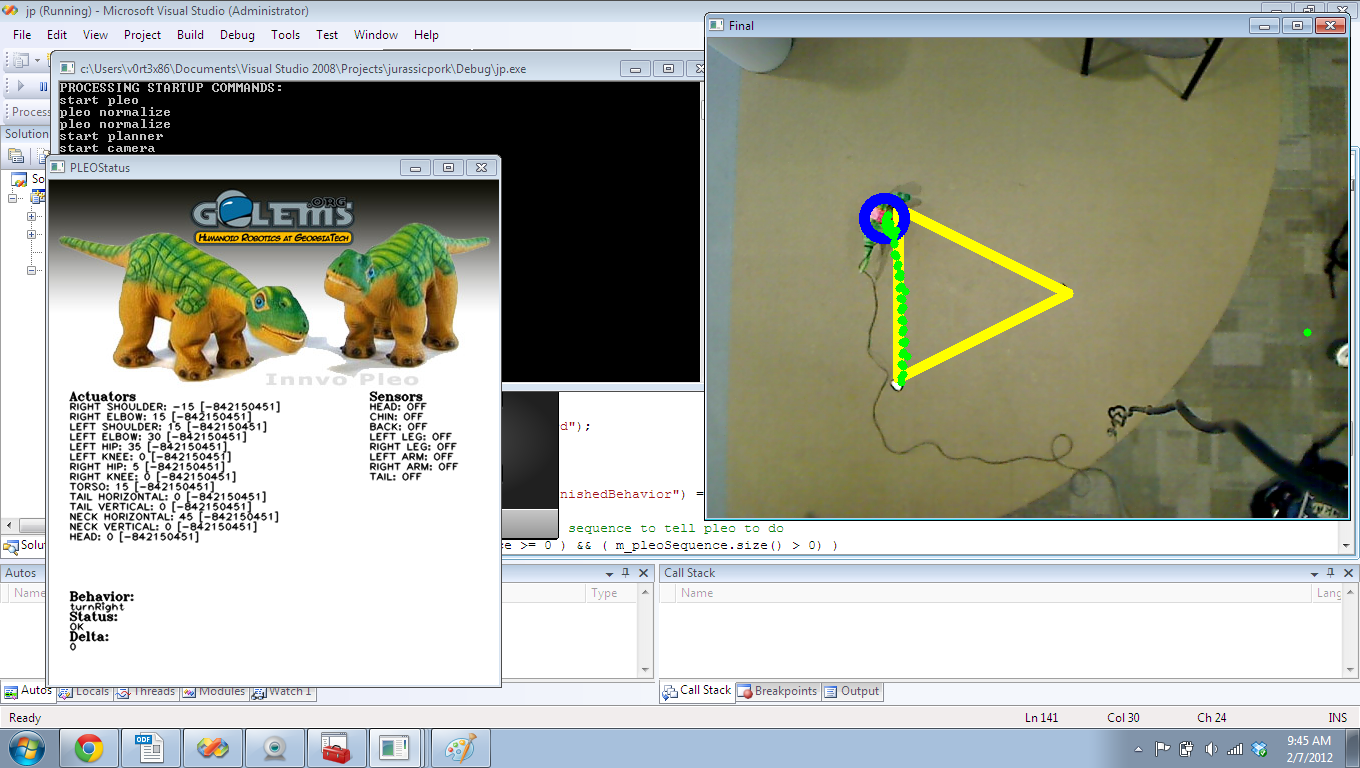 jp (Running) - Microsoft Visual Studio (Administrator)
File Edit View Project Build Debug Tools Test Window Help
Process
Solution
So
Solut
c:\Users\v0rt3x86\Documents\Visual Studio 2008\Projects\jurassicpork\Debug\jp.exe
PROCESSING STARTUP COMMANDS:
start pleo
pleo normalize
pleo normalize
start planner
start camera
PLEOStatus
GOLEMS.ORG
HUMANOID ROBOTICS AT GEORGIATECH
Innvo Pleo
Actuators
RIGHT SHOULDER: -15 [-842150451]
RIGHT ELBOW: 15 [-842150451]
LEFT SHOULDER: 15 [-842150451]
LEFT ELBOW: 30 [-842150451]
LEFT HIP: 35 [-842150451]
LEFT KNEE: 0 [-842150451]
RIGHT HIP: 5 [-842150451]
RIGHT KNEE: 0 [-842150451]
TORSO: 15 [-842150451]
TAIL HORIZONTAL: 0 [-842150451]
TAIL VERTICAL: 0 [-842150451]
NECK HORIZONTAL: 45 [-842150451]
NECK VERTICAL: 0 [-842150451]
HEAD: 0 [-842150451]
Sensors
HEAD: OFF
CHIN: OFF
BACK: OFF
LEFT LEG: OFF
RIGHT LEG: OFF
LEFT ARM: OFF
RIGHT ARM: OFF
TAIL: OFF
Behavior:
turnRight
Status:
OK
Delta:
0
Final
d");
nishedBehavior") =
sequence to tell pleo to do
ce >= 0 ) && ( m_pleoSequence.size() > 0) )
Autos
Name
Type
Call Stack
Name
Lang
Autos Locals Threads Modules Watch 1
Call Stack Breakpoints Output
Ready
Ln 141 Col 30 Ch 24 INS
ODF
9:45 AM
2/7/2012